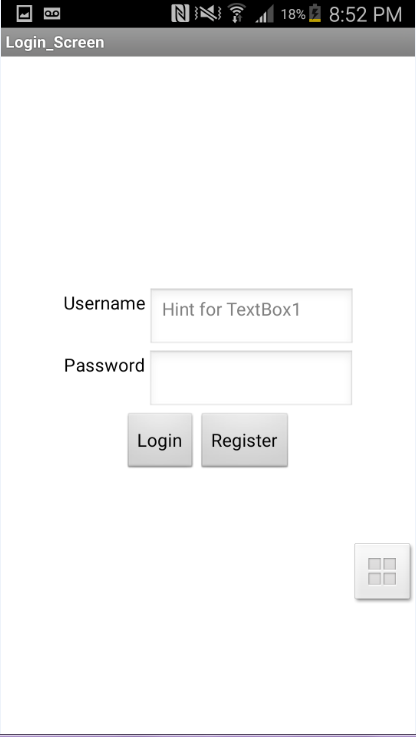 18% 8:52 PM
Login_Screen
Username Hint for TextBox1
Password
Login Register